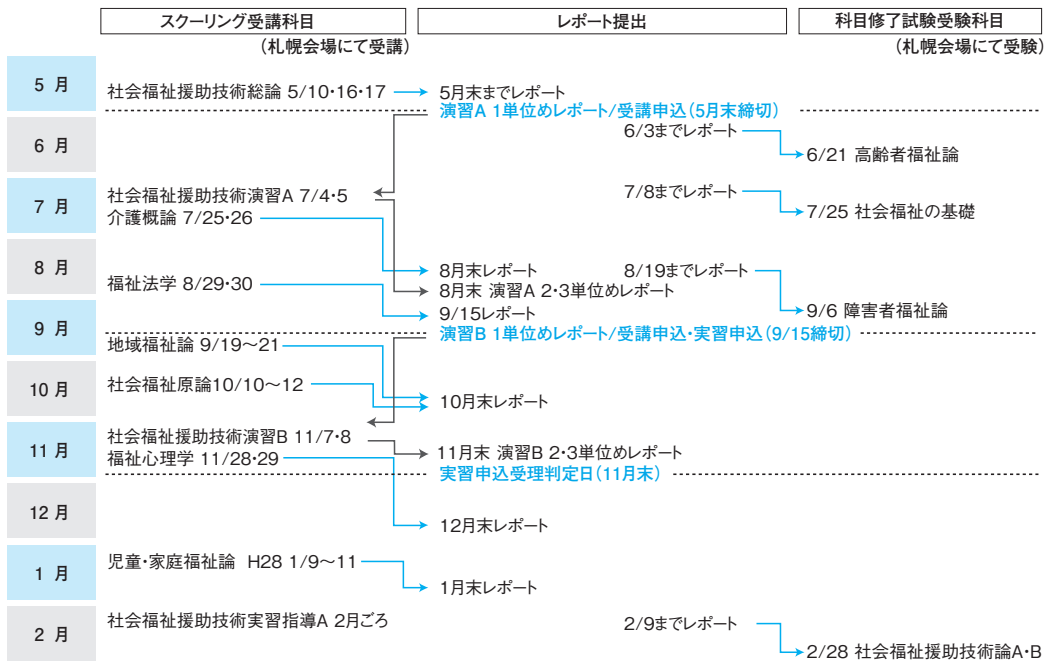 スクーリング受講科目
レポート提出
科目修了試験受験科目
(札幌会場にて受講)
(札幌会場にて受験)
5 月
社会福祉援助技術総論 5/10・16・17
5月末までレポート
演習A 1単位めレポート/受講申込(5月末締切)
6 月
6/3までレポート
6/21 高齢者福祉論
7 月
社会福祉援助技術演習A 7/4・5
介護概論 7/25・26
7/8までレポート
7/25 社会福祉の基礎
8 月
福祉法学 8/29・30
8月末レポート
8/19までレポート
8月末 演習A 2・3単位めレポート
9/15レポート
9/6 障害者福祉論
9 月
演習B 1単位めレポート/受講申込・実習申込(9/15締切)
地域福祉論 9/19〜21
10 月
社会福祉原論10/10〜12
10月末レポート
11 月
社会福祉援助技術演習B 11/7・8
福祉心理学 11/28・29
11月末 演習B 2・3単位めレポート
実習申込受理判定日(11月末)
12 月
12月末レポート
1 月
児童・家庭福祉論 H28 1/9〜11
1月末レポート
2 月
社会福祉援助技術実習指導A 2月ごろ
2/9までレポート
2/28 社会福祉援助技術論A・B